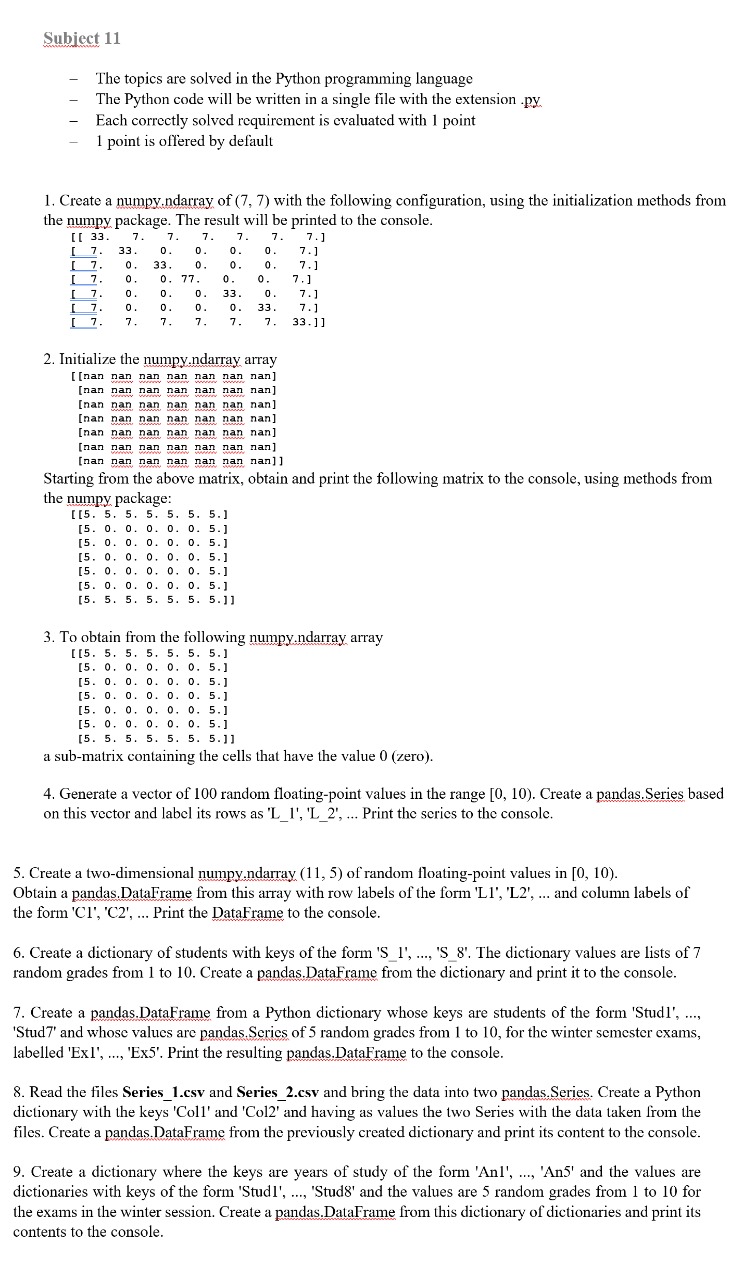 Subject 11
– The topics are solved in the Python programming language
– The Python code will be written in a single file with the extension .py
– Each correctly solved requirement is evaluated with 1 point
– 1 point is offered by default
1. Create a numpy.ndarray of (7, 7) with the following configuration, using the initialization methods from
the numpy package. The result will be printed to the console.
[[ 33. 7. 7. 7. 7. 7. 7.]
[ 7. 33. 0. 0. 0. 0. 7.]
[ 7. 0. 33. 0. 0. 0. 7.]
[ 7. 0. 0. 77. 0. 0. 7.]
[ 7. 0. 0. 0. 33. 0. 7.]
[ 7. 0. 0. 0. 0. 33. 7.]
[ 7. 7. 7. 7. 7. 7. 33.]]
2. Initialize the numpy.ndarray array
[[nan nan nan nan nan nan nan]
[nan nan nan nan nan nan nan]
[nan nan nan nan nan nan nan]
[nan nan nan nan nan nan nan]
[nan nan nan nan nan nan nan]
[nan nan nan nan nan nan nan]
[nan nan nan nan nan nan nan]]
Starting from the above matrix, obtain and print the following matrix to the console, using methods from
the numpy package:
[[5. 5. 5. 5. 5. 5. 5.]
[5. 0. 0. 0. 0. 0. 5.]
[5. 0. 0. 0. 0. 0. 5.]
[5. 0. 0. 0. 0. 0. 5.]
[5. 0. 0. 0. 0. 0. 5.]
[5. 0. 0. 0. 0. 0. 5.]
[5. 5. 5. 5. 5. 5. 5.]]
3. To obtain from the following numpy.ndarray array
[[5. 5. 5. 5. 5. 5. 5.]
[5. 0. 0. 0. 0. 0. 5.]
[5. 0. 0. 0. 0. 0. 5.]
[5. 0. 0. 0. 0. 0. 5.]
[5. 0. 0. 0. 0. 0. 5.]
[5. 0. 0. 0. 0. 0. 5.]
[5. 5. 5. 5. 5. 5. 5.]]
a sub-matrix containing the cells that have the value 0 (zero).
4. Generate a vector of 100 random floating-point values in the range [0, 10). Create a pandas.Series based
on this vector and label its rows as 'L_1', 'L_2', ... Print the series to the console.
5. Create a two-dimensional numpy.ndarray (11, 5) of random floating-point values in [0, 10).
Obtain a pandas.DataFrame from this array with row labels of the form 'L1', 'L2', ... and column labels of
the form 'C1', 'C2', ... Print the DataFrame to the console.
6. Create a dictionary of students with keys of the form 'S_1', ..., 'S_8'. The dictionary values are lists of 7
random grades from 1 to 10. Create a pandas.DataFrame from the dictionary and print it to the console.
7. Create a pandas.DataFrame from a Python dictionary whose keys are students of the form 'Stud1', ...,
'Stud7' and whose values are pandas.Series of 5 random grades from 1 to 10, for the winter semester exams,
labelled 'Ex1', ..., 'Ex5'. Print the resulting pandas.DataFrame to the console.
8. Read the files Series_1.csv and Series_2.csv and bring the data into two pandas.Series. Create a Python
dictionary with the keys 'Col1' and 'Col2' and having as values the two Series with the data taken from the
files. Create a pandas.DataFrame from the previously created dictionary and print its content to the console.
9. Create a dictionary where the keys are years of study of the form 'An1', ..., 'An5' and the values are
dictionaries with keys of the form 'Stud1', ..., 'Stud8' and the values are 5 random grades from 1 to 10 for
the exams in the winter session. Create a pandas.DataFrame from this dictionary of dictionaries and print its
contents to the console.